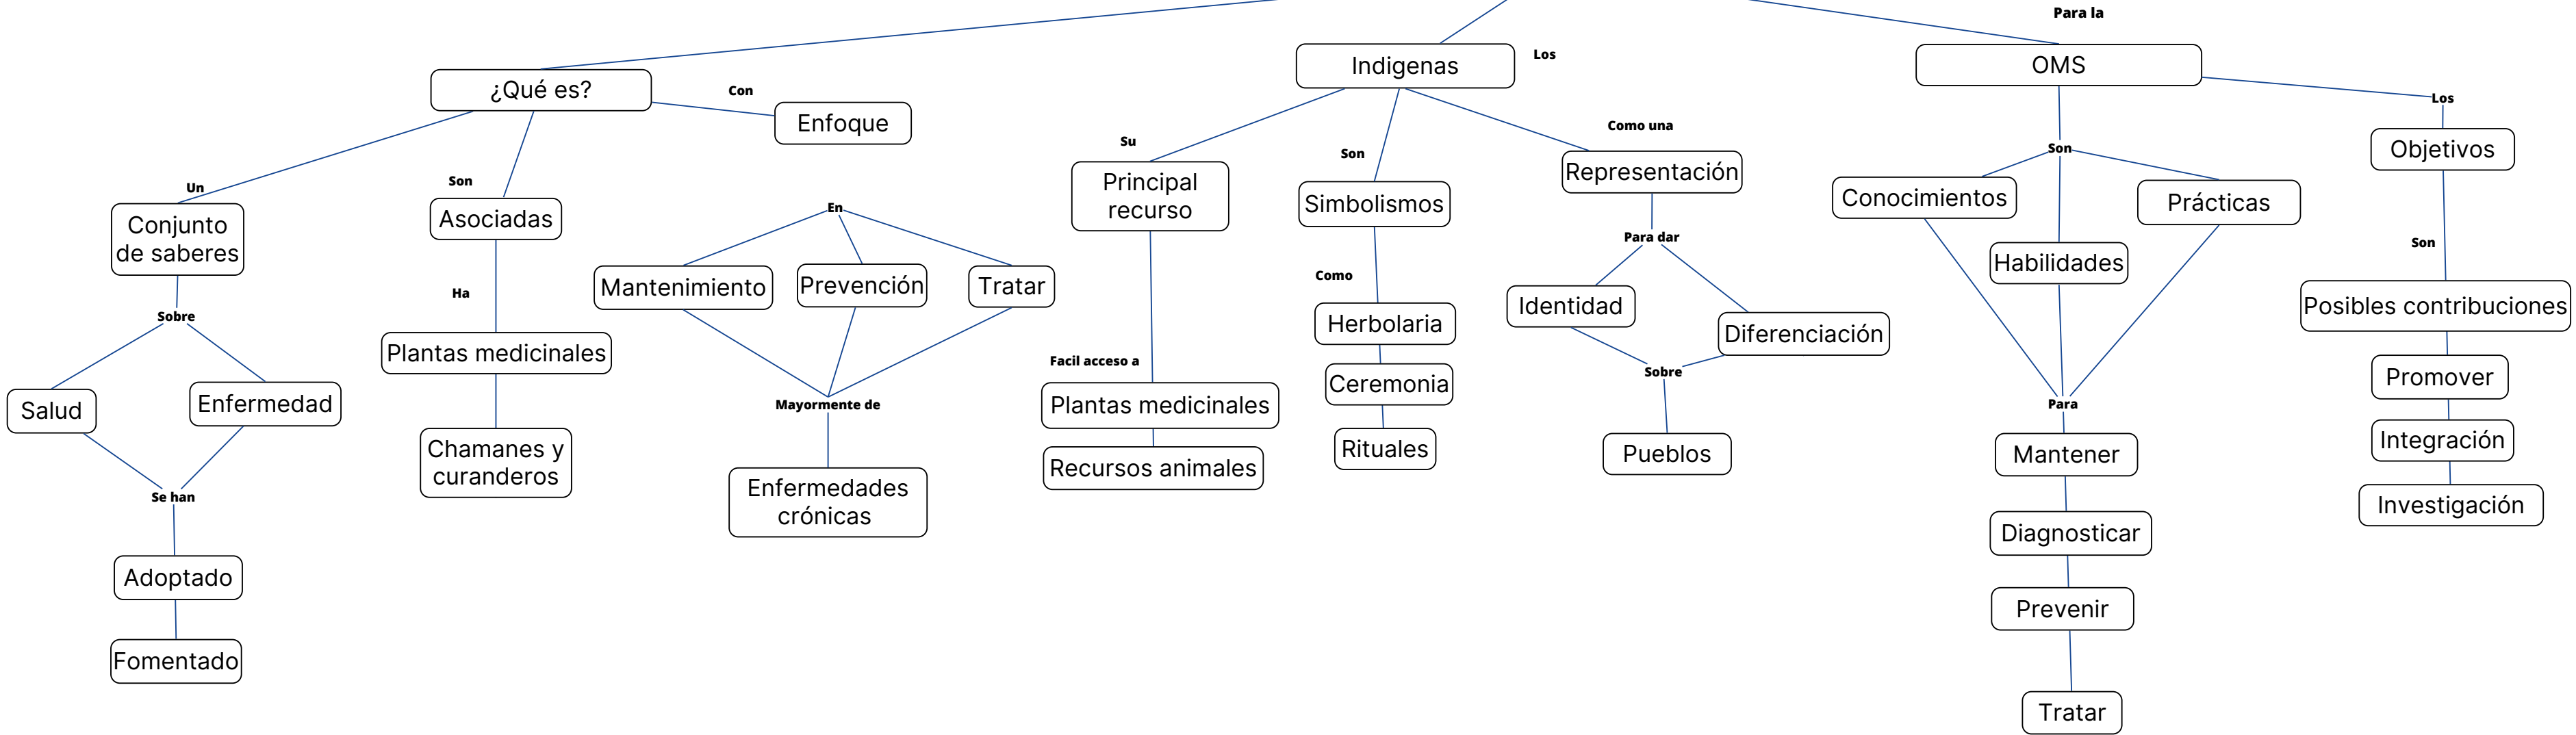 Para la
Indigenas
Los
OMS
¿Qué es?
Con
Enfoque
Los
Objetivos
Un
Conjunto
de saberes
Sobre
Salud
Enfermedad
Se han
Adoptado
Fomentado
Son
Asociadas
Ha
Plantas medicinales
Chamanes y
curanderos
En
Mantenimiento
Prevención
Tratar
Mayormente de
Enfermedades
crónicas
Su
Principal
recurso
Facil acceso a
Plantas medicinales
Recursos animales
Son
Simbolismos
Como
Herbolaria
Ceremonia
Rituales
Como una
Representación
Para dar
Identidad
Diferenciación
Sobre
Pueblos
Son
Conocimientos
Prácticas
Habilidades
Para
Mantener
Diagnosticar
Prevenir
Tratar
Son
Posibles contribuciones
Promover
Integración
Investigación